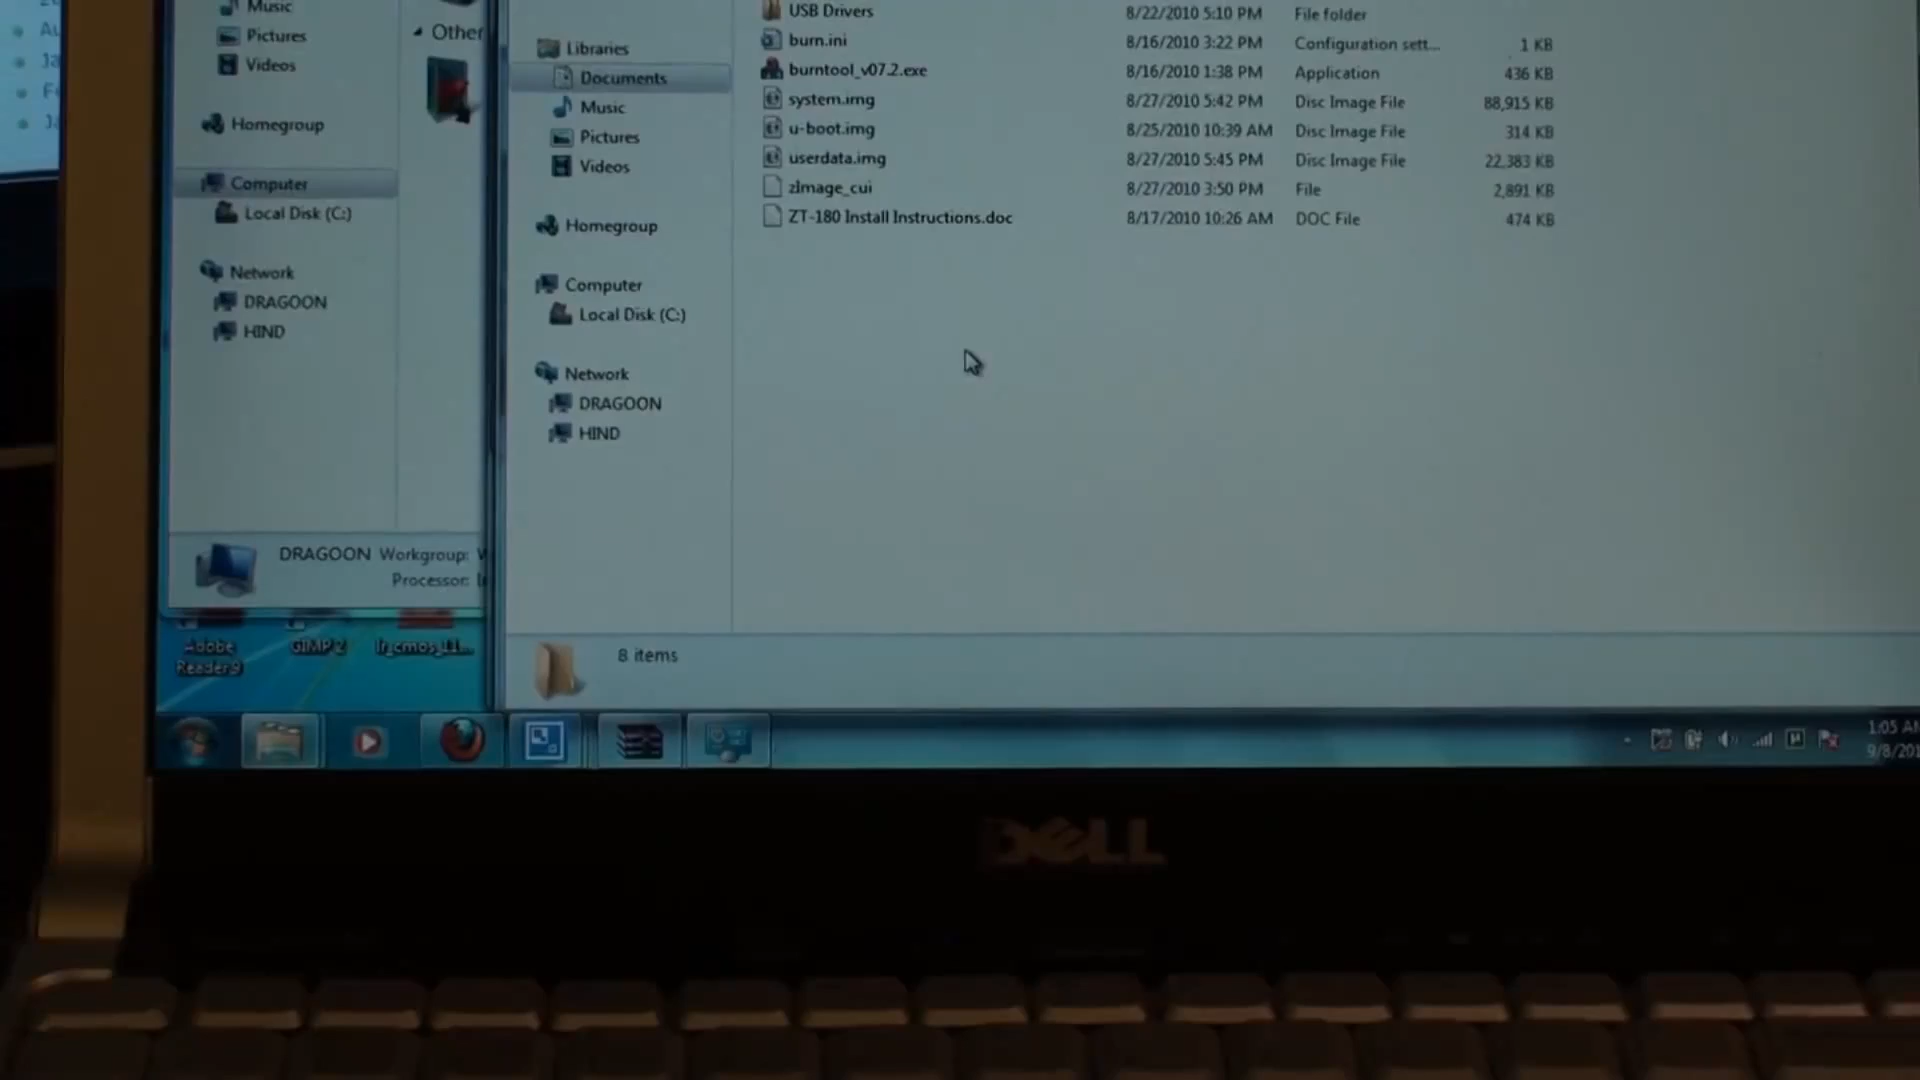 Music
Pictures
Videos
Homegroup
Computer
Local Disk (C:)
Network
DRAGOON
HIND
Other
DRAGOON Workgroup:
Processor:
Libraries
Documents
Music
Pictures
Videos
Homegroup
Computer
Local Disk (C:)
Network
DRAGOON
HIND
USB Drivers 8/22/2010 5:10 PM File folder
burn.ini 8/16/2010 3:22 PM Configuration sett... 1 KB
burntool_v07.2.exe 8/16/2010 1:38 PM Application 436 KB
system.img 8/27/2010 5:42 PM Disc Image File 88,915 KB
u-boot.img 8/25/2010 10:39 AM Disc Image File 314 KB
userdata.img 8/27/2010 5:45 PM Disc Image File 22,383 KB
zImage_cui 8/27/2010 3:50 PM File 2,891 KB
ZT-180 Install Instructions.doc 8/17/2010 10:26 AM DOC File 474 KB
8 items
Adobe
Reader 9
GIMP 2
1:05 AM
DELL